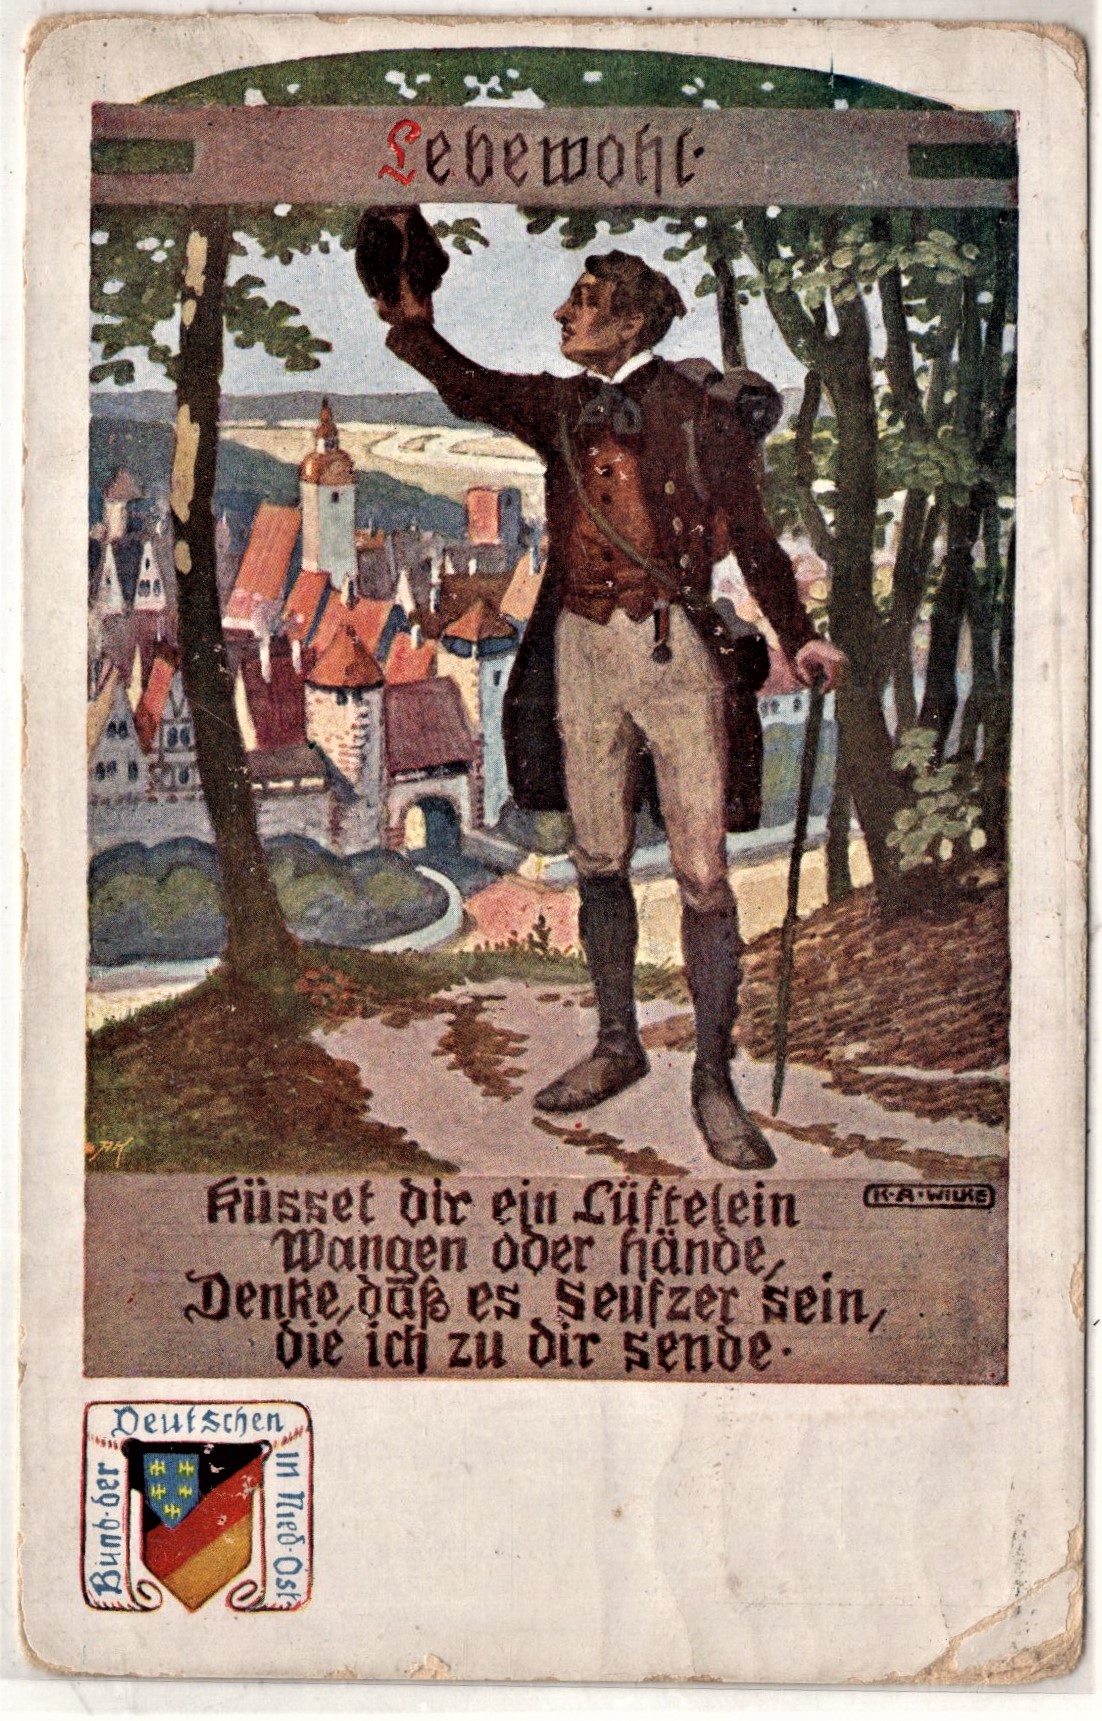 Lebewohl·
AK
Küsset dir ein Lüftelein
K·A·WILKE
Wangen oder Hände,
Denke, daß es Seufzer sein,
die ich zu dir sende·
Bund·der
Deutschen
in Nied·Öst·